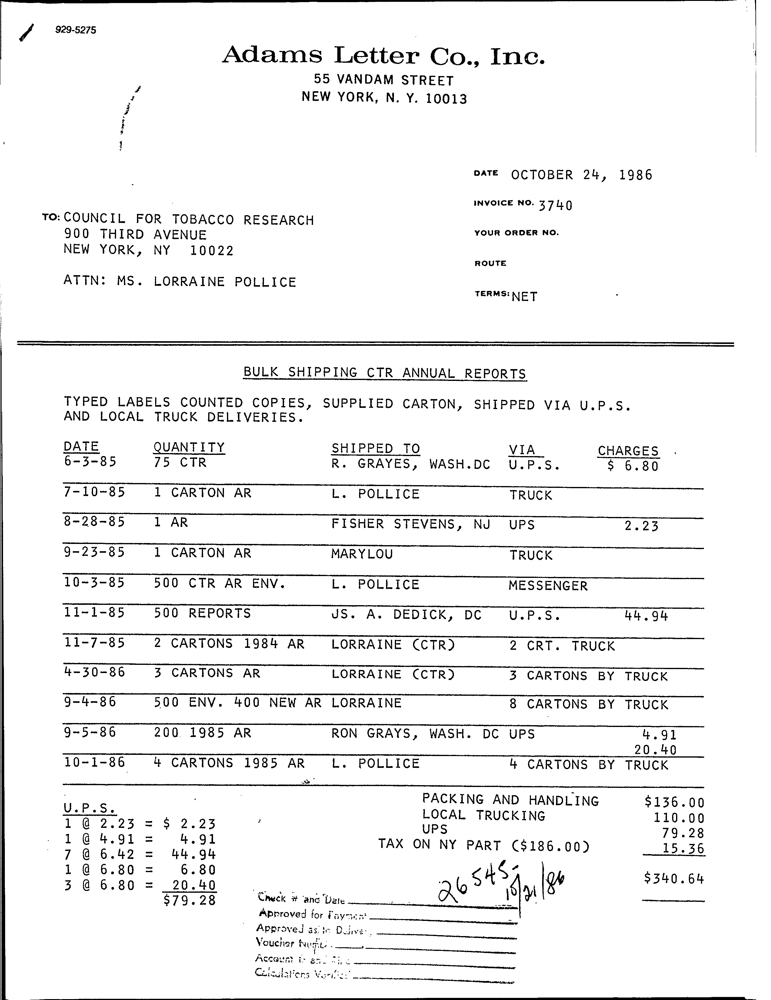 929-5275
Adams Letter Co., Inc.
55 VANDAM STREET
NEW YORK, N. Y. 10013
DATE OCTOBER 24, 1986
INVOICE NO. 3740
TO: COUNCIL FOR TOBACCO RESEARCH
900 THIRD AVENUE
YOUR ORDER NO.
NEW YORK, NY 10022
ROUTE
ATTN: MS. LORRAINE POLLICE
TERMS: NET
BULK SHIPPING CTR ANNUAL REPORTS
TYPED LABELS COUNTED COPIES, SUPPLIED CARTON, SHIPPED VIA U.P.S.
AND LOCAL TRUCK DELIVERIES.
DATE QUANTITY SHIPPED TO VIA CHARGES
6-3-85 75 CTR R. GRAYES, WASH.DC U.P.S. $ 6.80
7-10-85 1 CARTON AR L. POLLICE TRUCK
8-28-85 1 AR FISHER STEVENS, NJ UPS 2.23
9-23-85 1 CARTON AR MARYLOU TRUCK
10-3-85 500 CTR AR ENV. L. POLLICE MESSENGER
11-1-85 500 REPORTS JS. A. DEDICK, DC U.P.S. 44.94
11-7-85 2 CARTONS 1984 AR LORRAINE (CTR) 2 CRT. TRUCK
4-30-86 3 CARTONS AR LORRAINE (CTR) 3 CARTONS BY TRUCK
9-4-86 500 ENV. 400 NEW AR LORRAINE 8 CARTONS BY TRUCK
9-5-86 200 1985 AR RON GRAYS, WASH. DC UPS 4.91
20.40
10-1-86 4 CARTONS 1985 AR L. POLLICE 4 CARTONS BY TRUCK
PACKING AND HANDLING $136.00
LOCAL TRUCKING 110.00
UPS 79.28
TAX ON NY PART ($186.00) 15.36
$340.64
U.P.S.
1 @ 2.23 = $ 2.23
1 @ 4.91 = 4.91
7 @ 6.42 = 44.94
1 @ 6.80 = 6.80
3 @ 6.80 = 20.40
$79.28
26545
Check # and Date
Approved for Payment
Approved as to
Voucher
Account
Calculations Verified